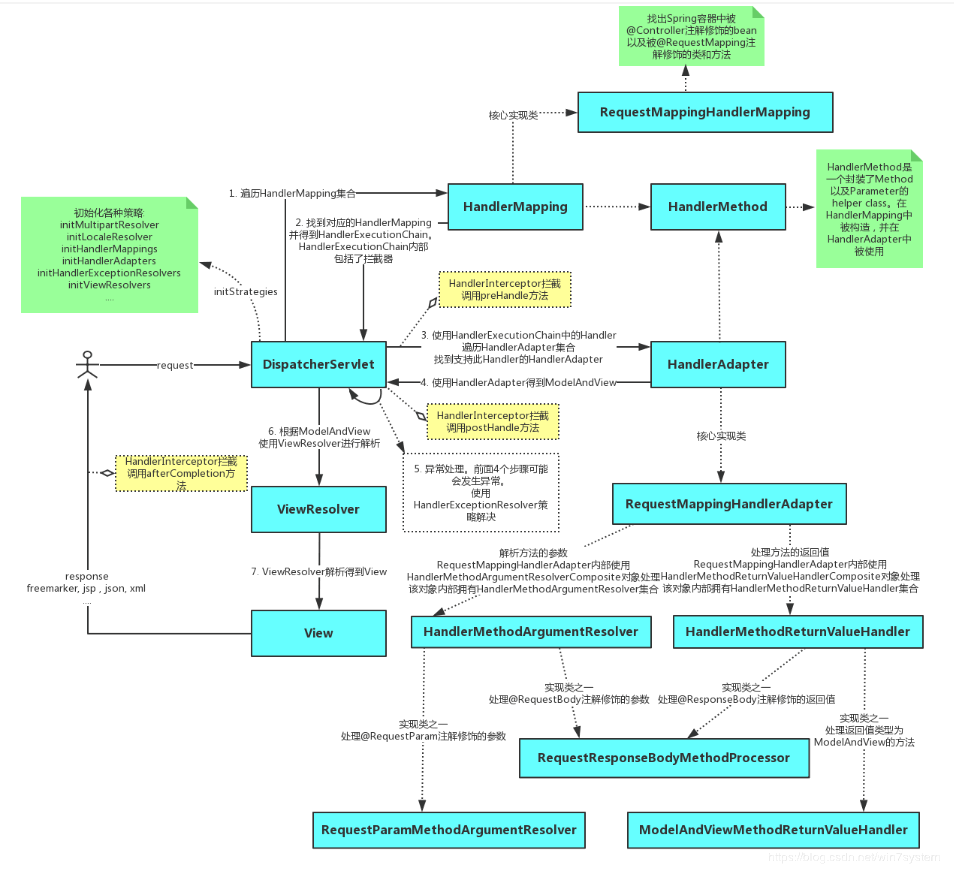 找出Spring容器中被
@Controller注解修饰的bean
以及被@RequestMapping注
解修饰的类和方法
RequestMappingHandlerMapping
核心实现类
HandlerMethod是
一个封装了Method
以及Parameter的
helper class。在
HandlerMapping中
被构造，并在
HandlerAdapter中
被使用
1. 遍历HandlerMapping集合
HandlerMapping
HandlerMethod
2. 找到对应的HandlerMapping
并得到HandlerExecutionChain,
HandlerExecutionChain内部
包括了拦截器
初始化各种策略
initMultipartResolver
initLocaleResolver
initHandlerMappings
initHandlerAdapters
initHandlerExceptionResolvers
initViewResolvers
....
initStrategies
HandlerInterceptor拦截
调用preHandle方法
3. 使用HandlerExecutionChain中的Handler
遍历HandlerAdapter集合
找到支持此Handler的HandlerAdapter
request
DispatcherServlet
HandlerAdapter
4. 使用HandlerAdapter得到ModelAndView
HandlerInterceptor拦截
调用postHandle方法
6. 根据ModelAndView
使用ViewResolver进行解析
核心实现类
HandlerInterceptor拦截
调用afterCompletion方
法
5. 异常处理。前面4个步骤可能
会发生异常。
使用
HandlerExceptionResolver策
略解决
ViewResolver
RequestMappingHandlerAdapter
解析方法的参数
RequestMappingHandlerAdapter内部使用
HandlerMethodArgumentResolverComposite对象处理
该对象内部拥有HandlerMethodArgumentResolver集合
处理方法的返回值
RequestMappingHandlerAdapter内部使用
HandlerMethodReturnValueHandlerComposite对象处理
该对象内部拥有HandlerMethodReturnValueHandler集合
7. ViewResolver解析得到View
response
freemarker, jsp , json, xml
....
View
HandlerMethodArgumentResolver
HandlerMethodReturnValueHandler
实现类之一
处理@RequestBody注解修饰的参数
实现类之一
处理@ResponseBody注解修饰的返回值
实现类之一
处理@RequestParam注解修饰的参数
实现类之一
处理返回值类型为
ModelAndView的方法
RequestResponseBodyMethodProcessor
RequestParamMethodArgumentResolver
ModelAndViewMethodReturnValueHandler
https://blog.csdn.net/win7system